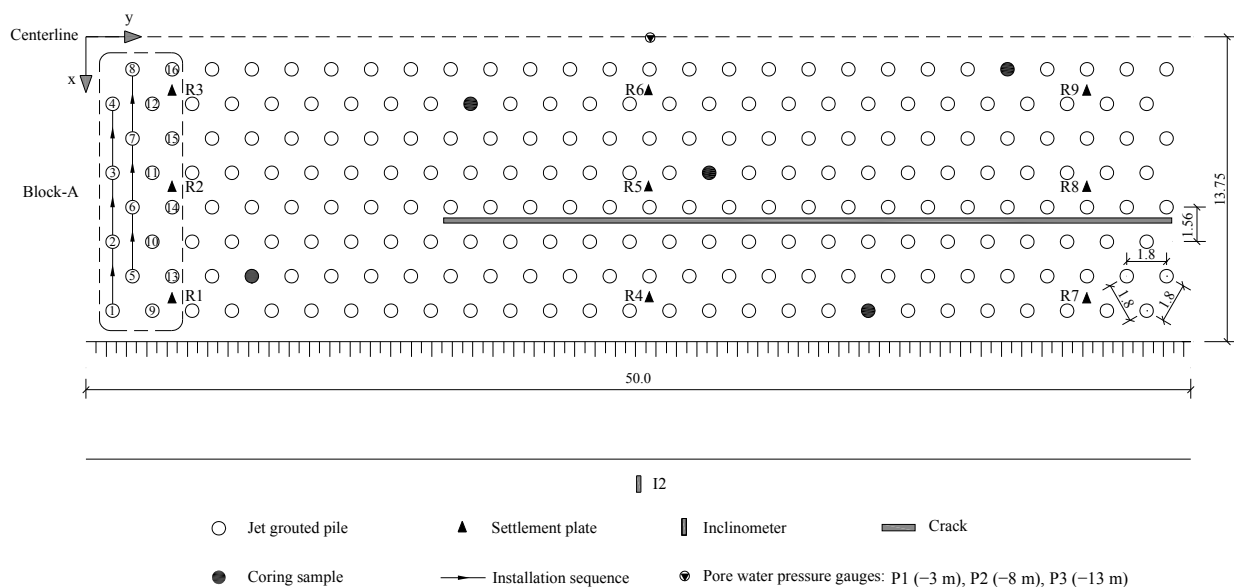 y
Centerline
x
8 16
R3 R6 R9
4 12
7 15
3 11
Block-A R2 R5 R8
6 14
13.75
1.56
2 10
1.8
5 13
R1 R4 R7
1.8 1.8
1 9
50.0
I2
Jet grouted pile Settlement plate Inclinometer Crack
Coring sample Installation sequence Pore water pressure gauges: P1 (−3 m), P2 (−8 m), P3 (−13 m)